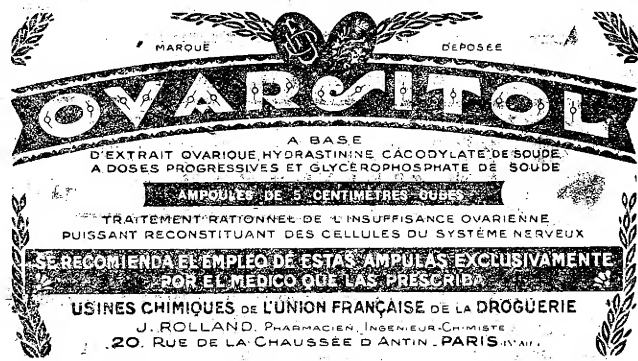 MARQUE DÉPOSÉE
OVARSITOL
A BASE
D'EXTRAIT OVARIQUE, HYDRASTININE CACODYLATE DE SOUDE
A DOSES PROGRESSIVES ET GLYCÉROPHOSPHATE DE SOUDE
AMPOULES DE 5 CENTIMÈTRES CUBES
TRAITEMENT RATIONNEL DE L'INSUFFISANCE OVARIENNE
PUISSANT RECONSTITUANT DES CELLULES DU SYSTÈME NERVEUX
SE RECOMIENDA EL EMPLEO DE ESTAS AMPULAS EXCLUSIVAMENTE
POR EL MEDICO QUE LAS PRESCRIBA
USINES CHIMIQUES DE L'UNION FRANÇAISE DE LA DROGUERIE
J. ROLLAND, PHARMACIEN, INGENIEUR-CHIMISTE
20, RUE DE LA CHAUSSÉE D'ANTIN, PARIS